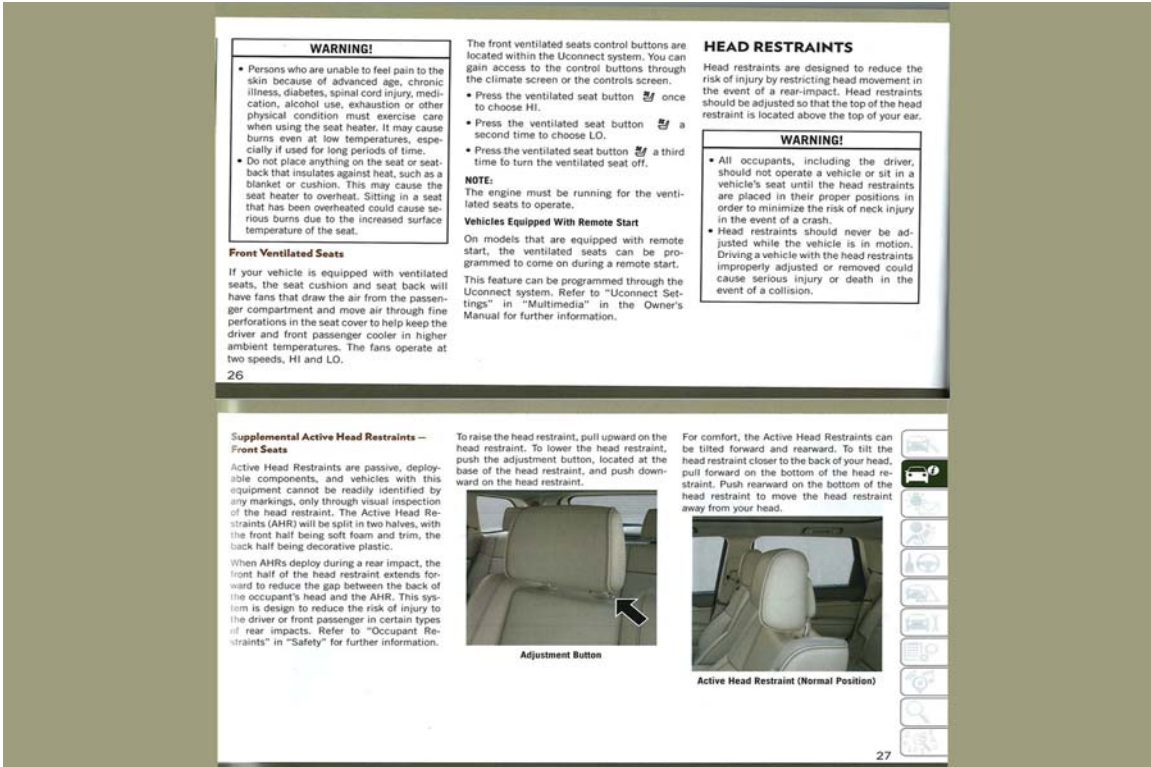 WARNING!
• Persons who are unable to feel pain to the
skin because of advanced age, chronic
illness, diabetes, spinal cord injury, medi-
cation, alcohol use, exhaustion or other
physical condition must exercise care
when using the seat heater. It may cause
burns even at low temperatures, espe-
cially if used for long periods of time.
• Do not place anything on the seat or seat-
back that insulates against heat, such as a
blanket or cushion. This may cause the
seat heater to overheat. Sitting in a seat
that has been overheated could cause se-
rious burns due to the increased surface
temperature of the seat.
Front Ventilated Seats
If your vehicle is equipped with ventilated
seats, the seat cushion and seat back will
have fans that draw the air from the passen-
ger compartment and move air through fine
perforations in the seat cover to help keep the
driver and front passenger cooler in higher
ambient temperatures. The fans operate at
two speeds, HI and LO.
26
The front ventilated seats control buttons are
located within the Uconnect system. You can
gain access to the control buttons through
the climate screen or the controls screen.
• Press the ventilated seat button once
to choose HI.
• Press the ventilated seat button a
second time to choose LO.
• Press the ventilated seat button a third
time to turn the ventilated seat off.
NOTE:
The engine must be running for the venti-
lated seats to operate.
Vehicles Equipped With Remote Start
On models that are equipped with remote
start, the ventilated seats can be pro-
grammed to come on during a remote start.
This feature can be programmed through the
Uconnect system. Refer to "Uconnect Set-
tings" in "Multimedia" in the Owner's
Manual for further information.
HEAD RESTRAINTS
Head restraints are designed to reduce the
risk of injury by restricting head movement in
the event of a rear-impact. Head restraints
should be adjusted so that the top of the head
restraint is located above the top of your ear.
WARNING!
• All occupants, including the driver,
should not operate a vehicle or sit in a
vehicle's seat until the head restraints
are placed in their proper positions in
order to minimize the risk of neck injury
in the event of a crash.
• Head restraints should never be ad-
justed while the vehicle is in motion.
Driving a vehicle with the head restraints
improperly adjusted or removed could
cause serious injury or death in the
event of a collision.
Supplemental Active Head Restraints —
Front Seats
Active Head Restraints are passive, deploy-
able components, and vehicles with this
equipment cannot be readily identified by
any markings, only through visual inspection
of the head restraint. The Active Head Re-
straints (AHR) will be split in two halves, with
the front half being soft foam and trim, the
back half being decorative plastic.
When AHRs deploy during a rear impact, the
front half of the head restraint extends for-
ward to reduce the gap between the back of
the occupant's head and the AHR. This sys-
tem is design to reduce the risk of injury to
the driver or front passenger in certain types
of rear impacts. Refer to "Occupant Re-
straints" in "Safety" for further information.
To raise the head restraint, pull upward on the
head restraint. To lower the head restraint,
push the adjustment button, located at the
base of the head restraint, and push down-
ward on the head restraint.
Adjustment Button
For comfort, the Active Head Restraints can
be tilted forward and rearward. To tilt the
head restraint closer to the back of your head,
pull forward on the bottom of the head re-
straint. Push rearward on the bottom of the
head restraint to move the head restraint
away from your head.
Active Head Restraint (Normal Position)
27